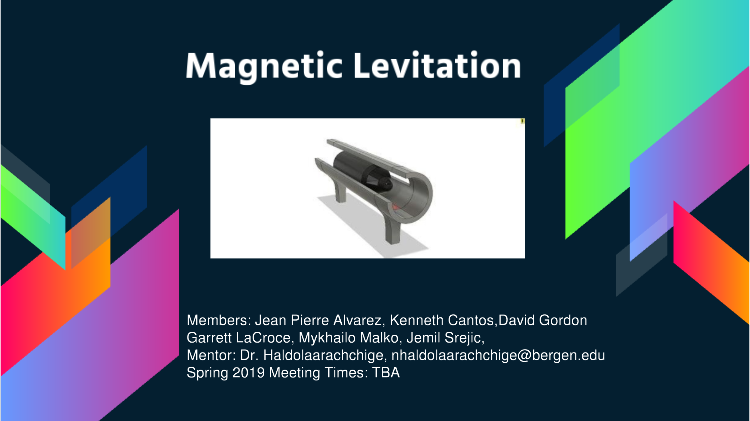 Magnetic Levitation
Members: Jean Pierre Alvarez, Kenneth Cantos,David Gordon
Garrett LaCroce, Mykhailo Malko, Jemil Srejic,
Mentor: Dr. Haldolaarachchige, nhaldolaarachchige@bergen.edu
Spring 2019 Meeting Times: TBA